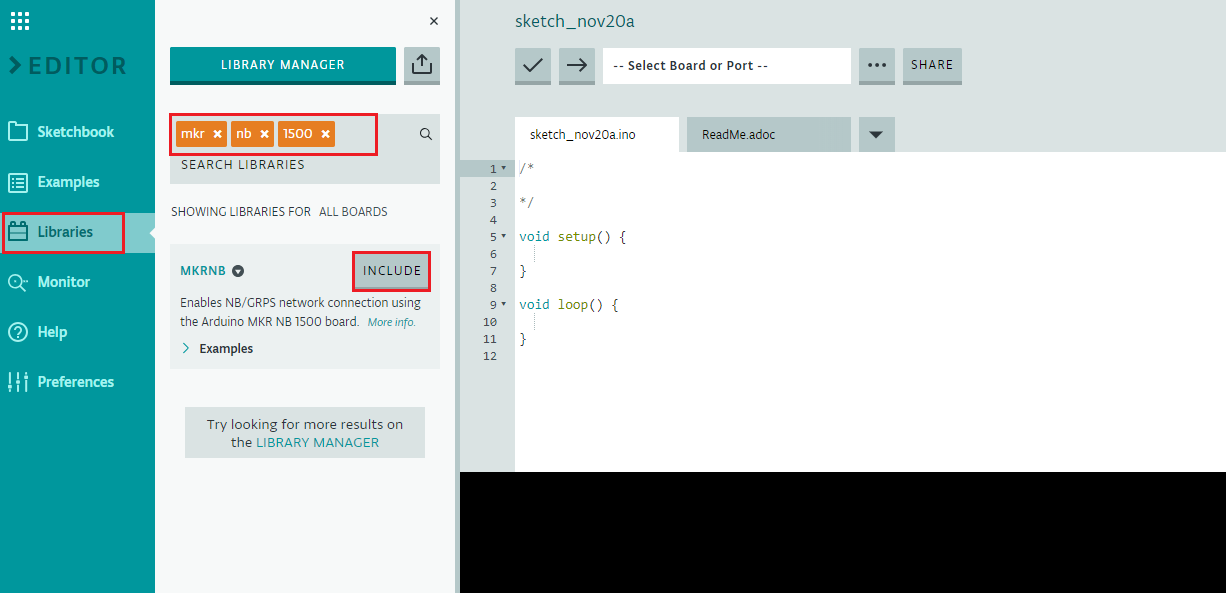 EDITOR
Sketchbook
Examples
Libraries
Monitor
Help
Preferences
×
LIBRARY MANAGER
mkr × nb × 1500 ×
SEARCH LIBRARIES
SHOWING LIBRARIES FOR ALL BOARDS
MKRNB
INCLUDE
Enables NB/GRPS network connection using
the Arduino MKR NB 1500 board. More info.
Examples
Try looking for more results on
the LIBRARY MANAGER
sketch_nov20a
-- Select Board or Port --
SHARE
sketch_nov20a.ino
ReadMe.adoc
1 /*
2
3 */
4
5 void setup() {
6
7 }
8
9 void loop() {
10
11 }
12